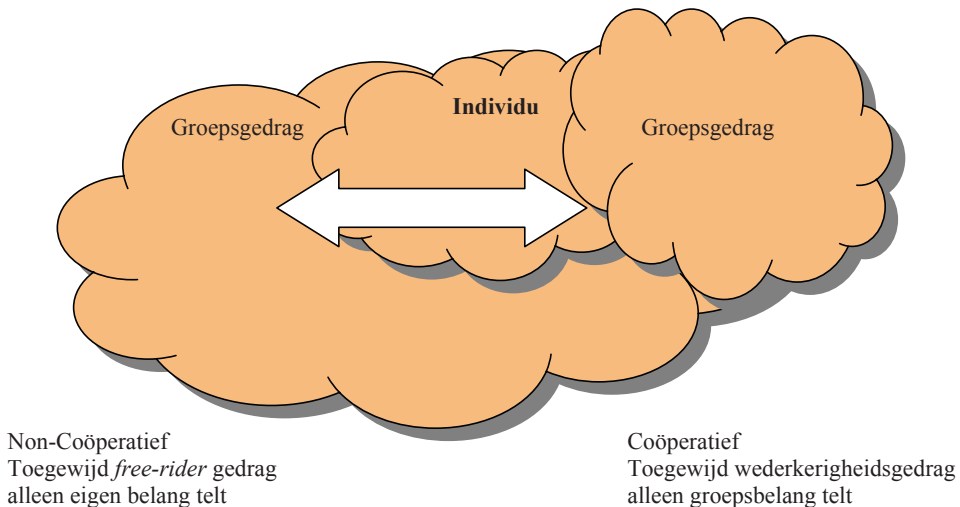 Individu
Groepsgedrag
Groepsgedrag
Non-Coöperatief
Toegewijd free-rider gedrag
alleen eigen belang telt
Coöperatief
Toegewijd wederkerigheidsgedrag
alleen groepsbelang telt